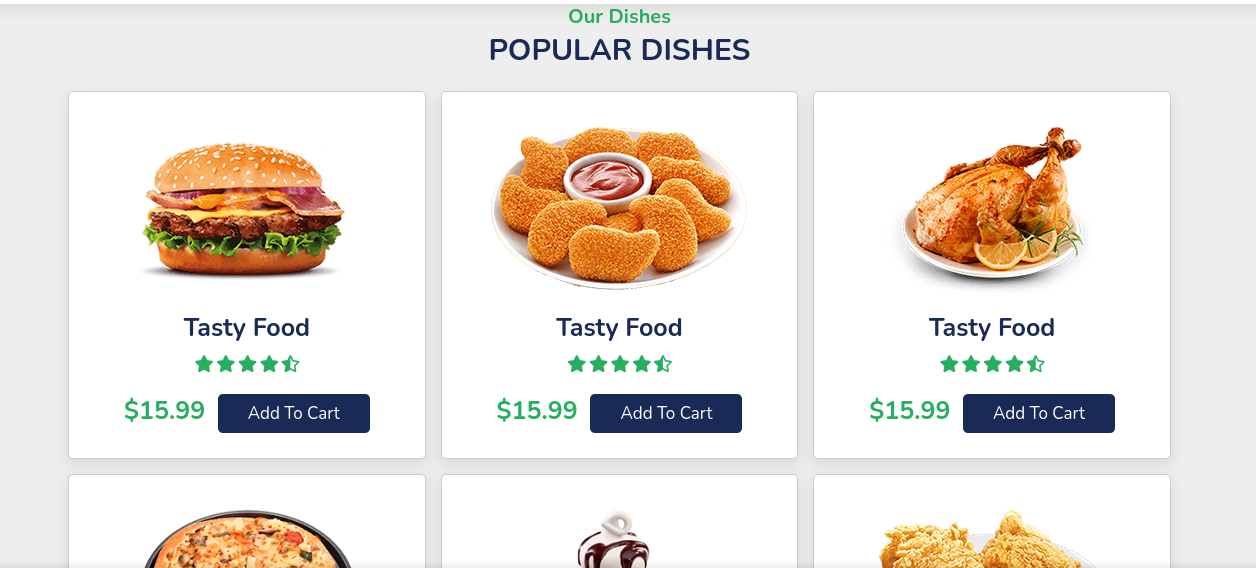 Our Dishes
POPULAR DISHES
Tasty Food
$15.99 Add To Cart
Tasty Food
$15.99 Add To Cart
Tasty Food
$15.99 Add To Cart